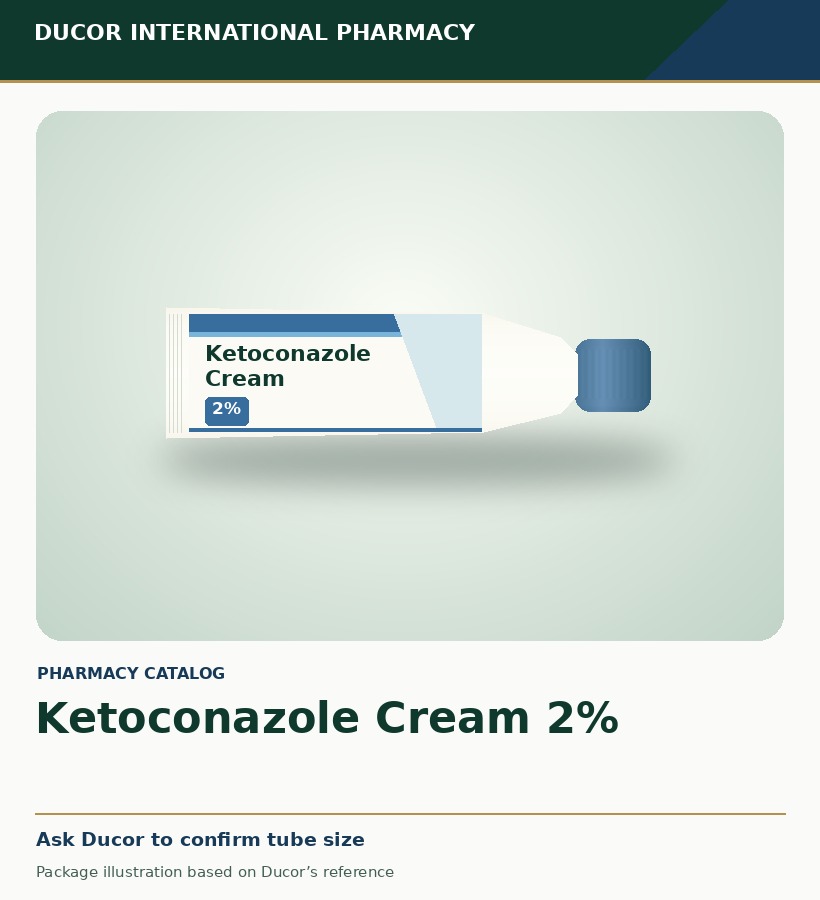 DUCOR INTERNATIONAL PHARMACY
Ketoconazole
Cream
2%
PHARMACY CATALOG
Ketoconazole Cream 2%
Ask Ducor to confirm tube size
Package illustration based on Ducor’s reference